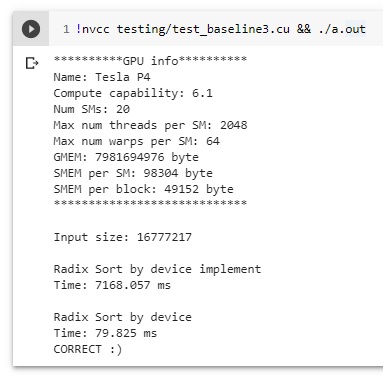 1 !nvcc testing/test_baseline3.cu && ./a.out
**********GPU info**********
Name: Tesla P4
Compute capability: 6.1
Num SMs: 20
Max num threads per SM: 2048
Max num warps per SM: 64
GMEM: 7981694976 byte
SMEM per SM: 98304 byte
SMEM per block: 49152 byte
****************************
Input size: 16777217
Radix Sort by device implement
Time: 7168.057 ms
Radix Sort by device
Time: 79.825 ms
CORRECT :)